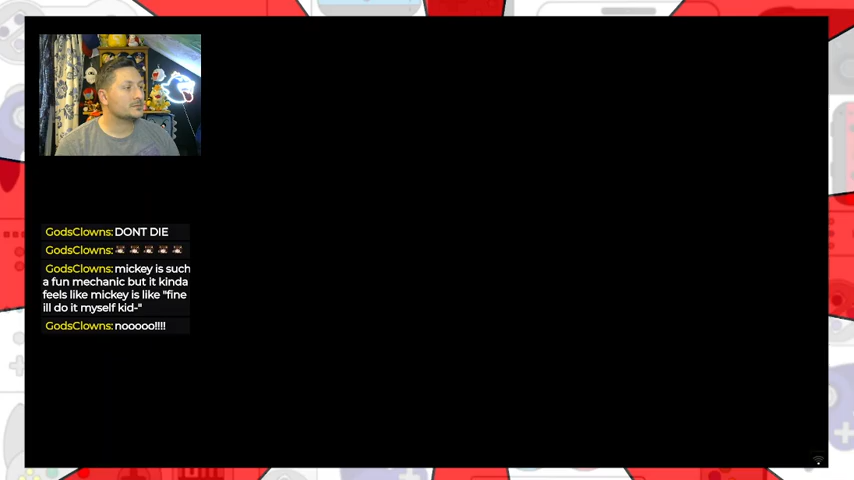 GodsClowns: DONT DIE
GodsClowns:
GodsClowns: mickey is such
a fun mechanic but it kinda
feels like mickey is like "fine
ill do it myself kid-"
GodsClowns: nooooo!!!!